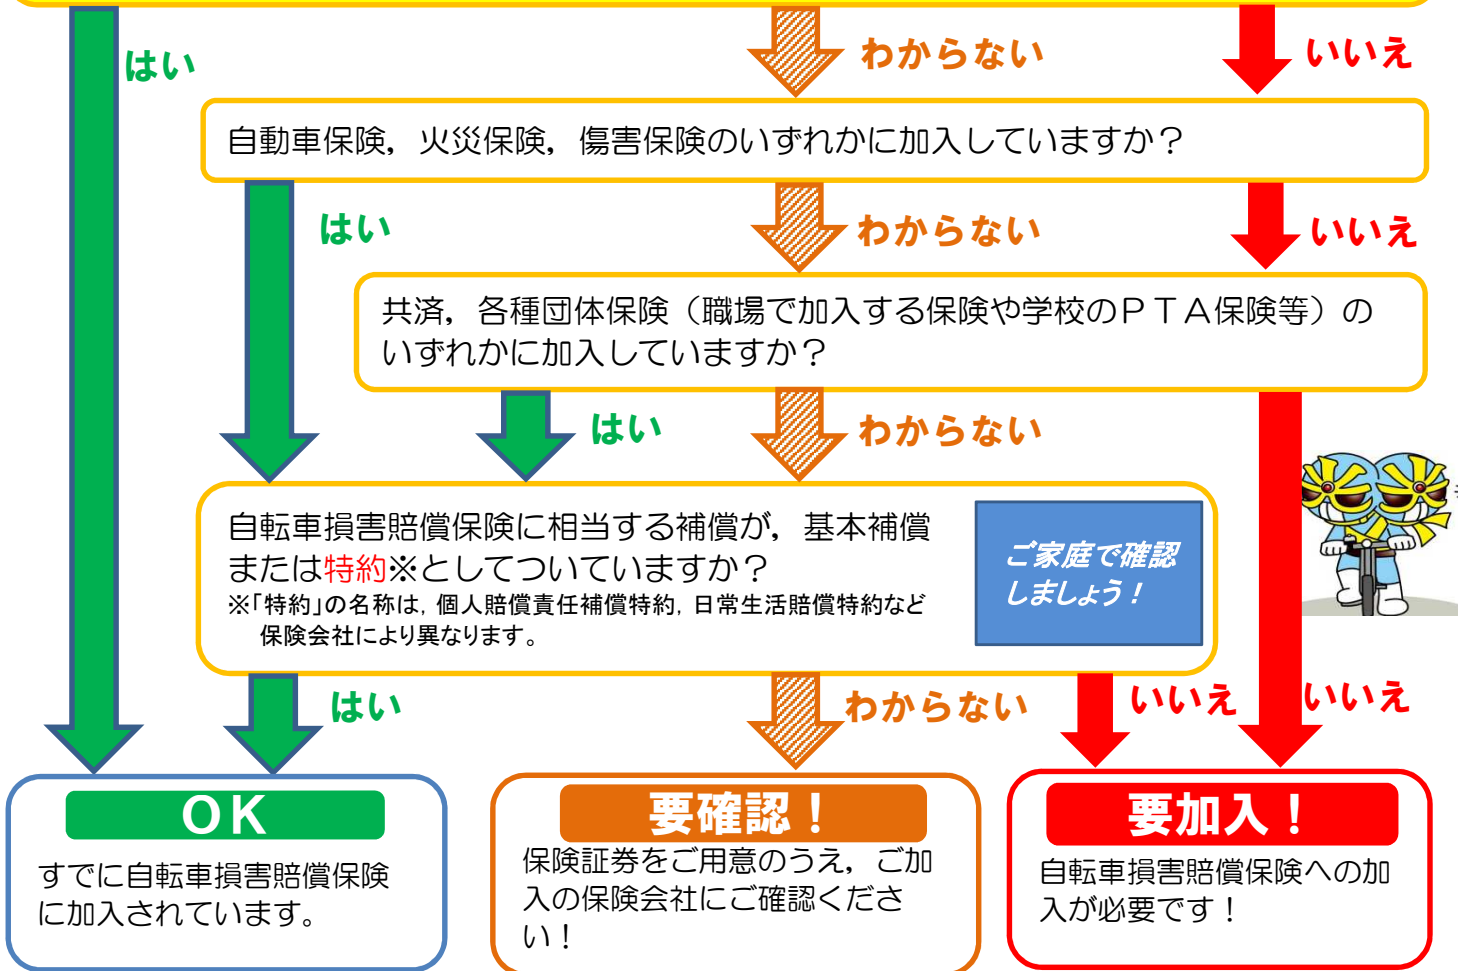 はい
わからない
いいえ
自動車保険，火災保険，傷害保険のいずれかに加入していますか？
はい
わからない
いいえ
共済，各種団体保険（職場で加入する保険や学校のＰＴＡ保険等）の
いずれかに加入していますか？
はい
わからない
自転車損害賠償保険に相当する補償が，基本補償
または特約※としてついていますか？
※「特約」の名称は，個人賠償責任補償特約，日常生活賠償特約など
保険会社により異なります。
ご家庭で確認
しましょう！
はい
わからない
いいえ
いいえ
ＯＫ
すでに自転車損害賠償保険
に加入されています。
要確認！
保険証券をご用意のうえ，ご加
入の保険会社にご確認くださ
い！
要加入！
自転車損害賠償保険への加
入が必要です！